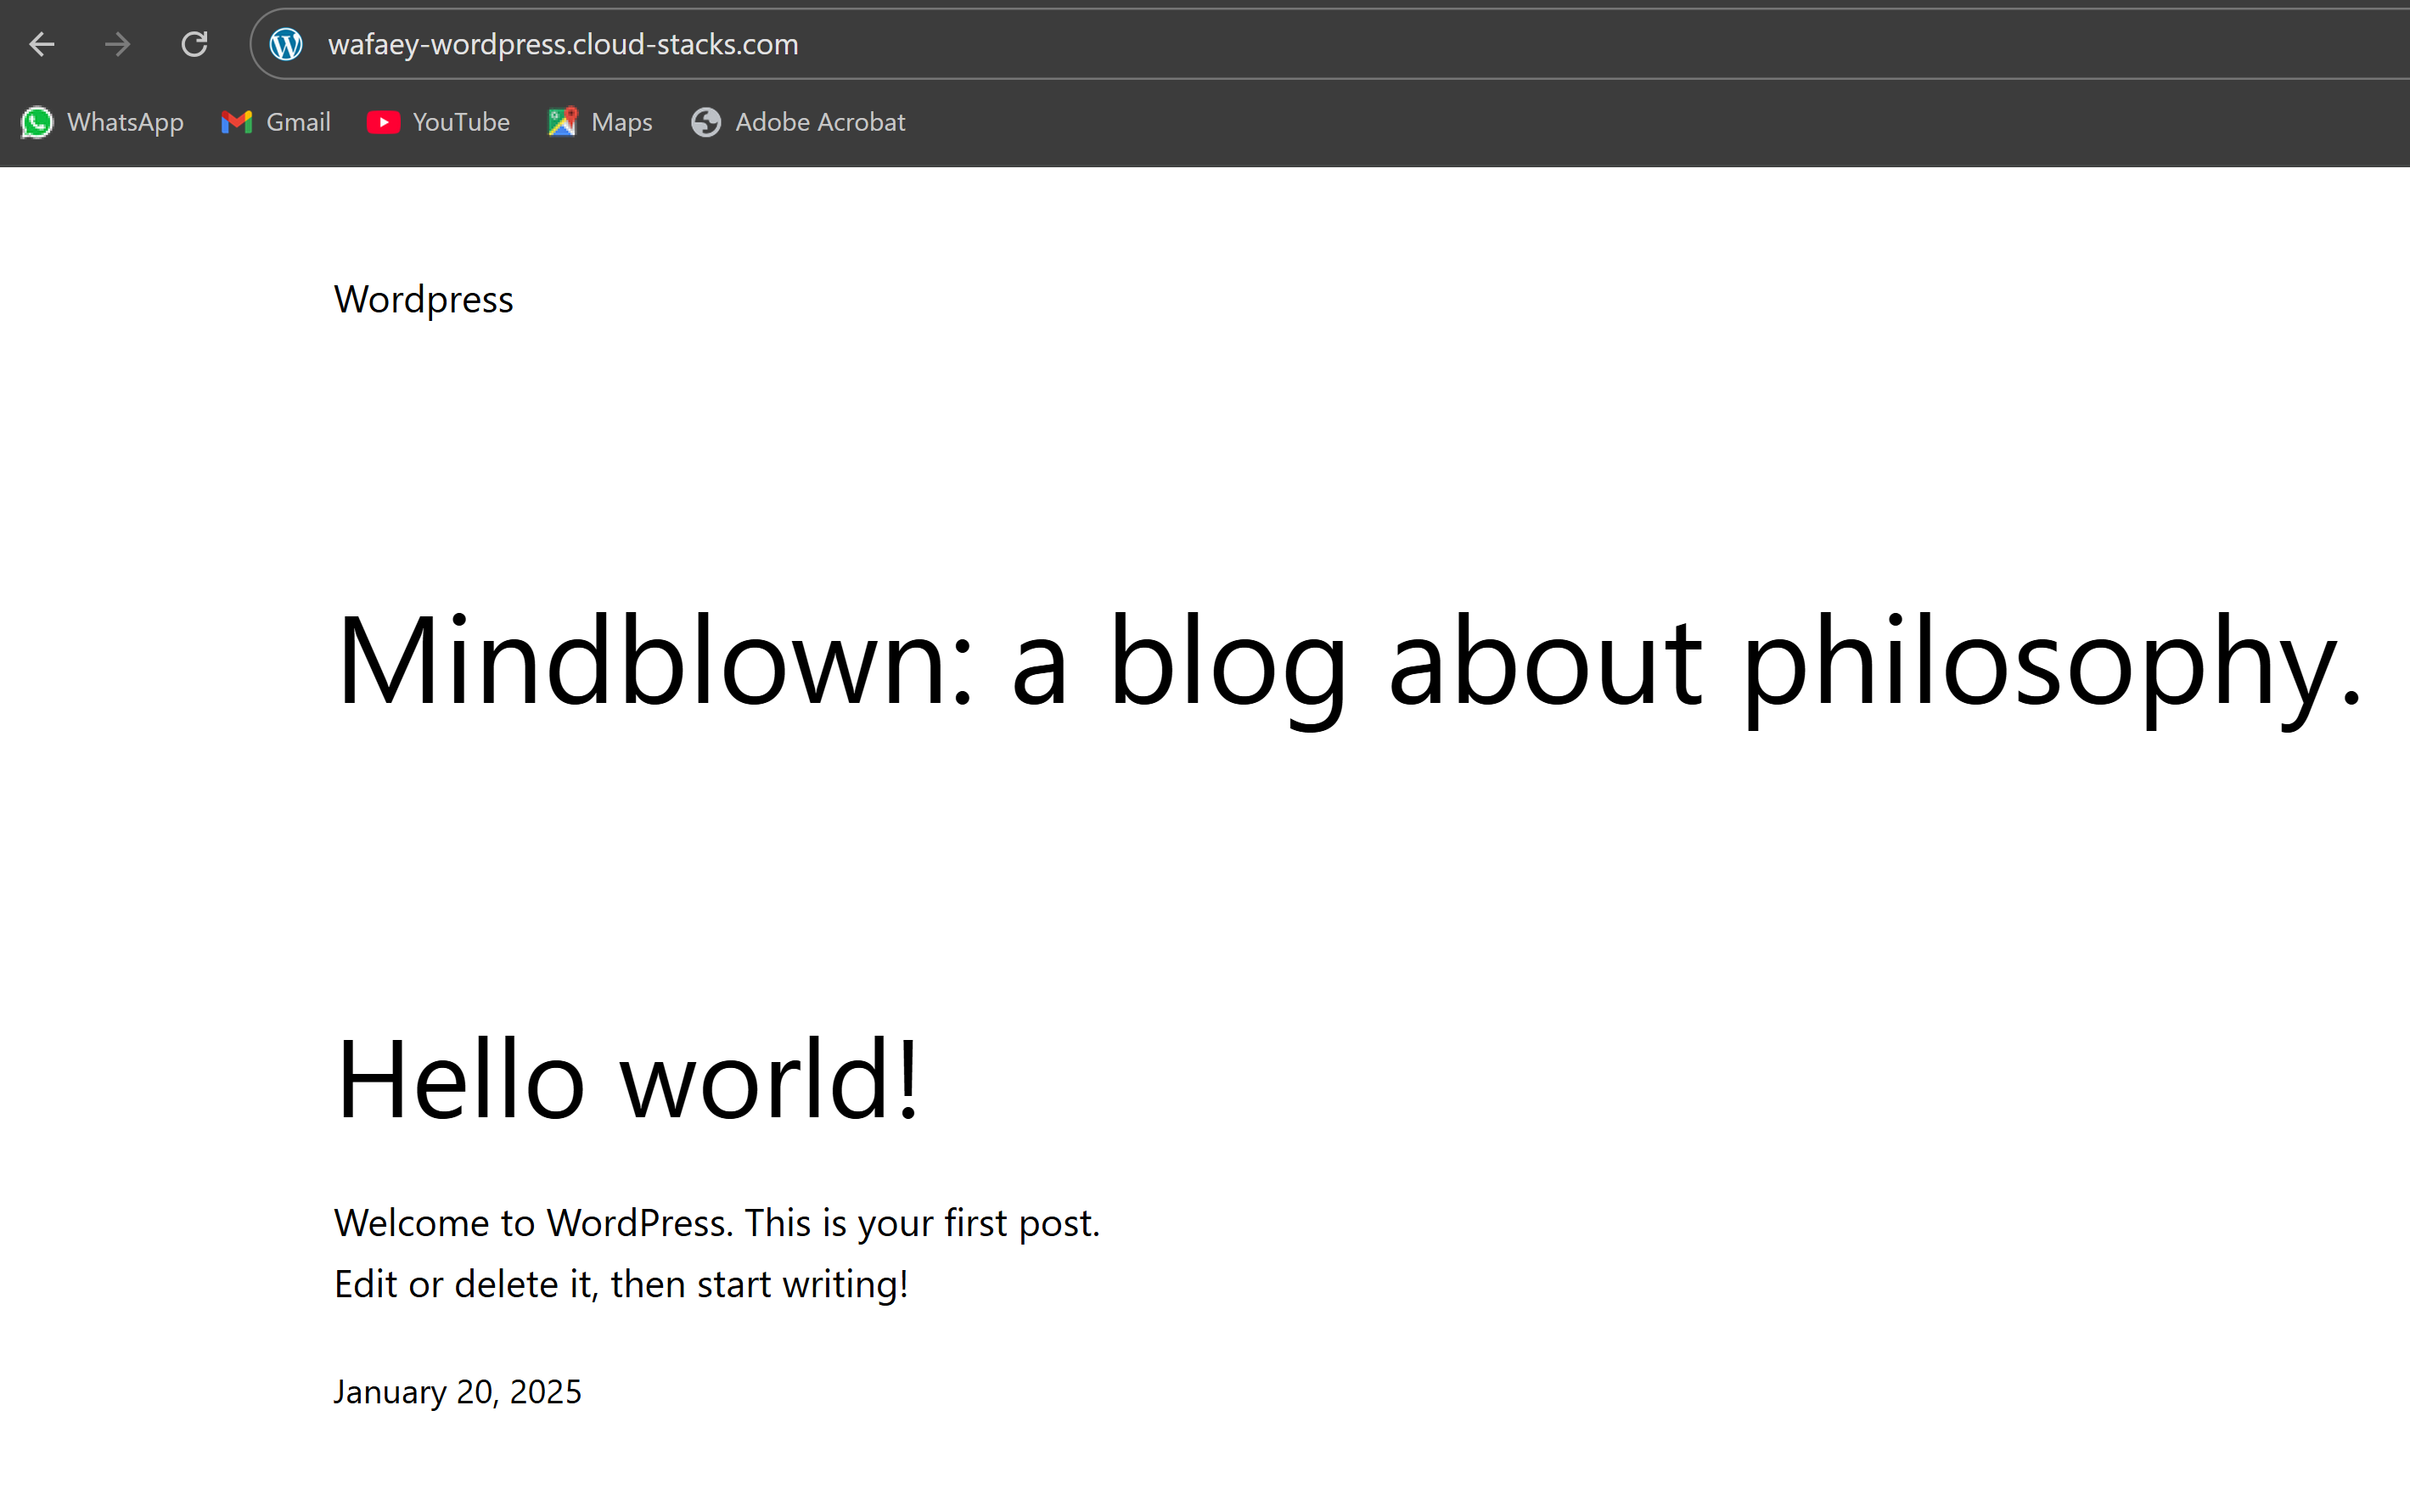 wafaey-wordpress.cloud-stacks.com
WhatsApp Gmail YouTube Maps Adobe Acrobat
Wordpress
Mindblown: a blog about philosophy.
Hello world!
Welcome to WordPress. This is your first post.
Edit or delete it, then start writing!
January 20, 2025